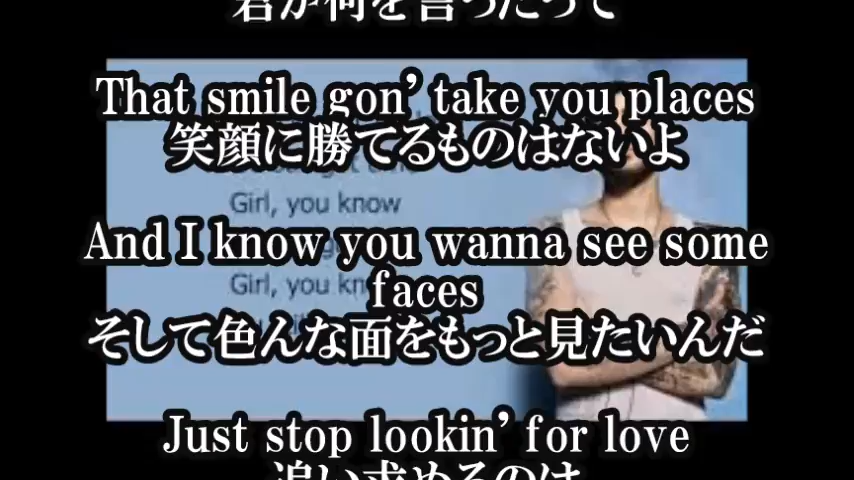 君が何を言ったって
That smile gon' take you places
笑顔に勝てるものはないよ
Girl, you know
And I know you wanna see some
Girl, you kn
faces
そして色んな面をもっと見たいんだ
Just stop lookin' for love
追い求めるのは